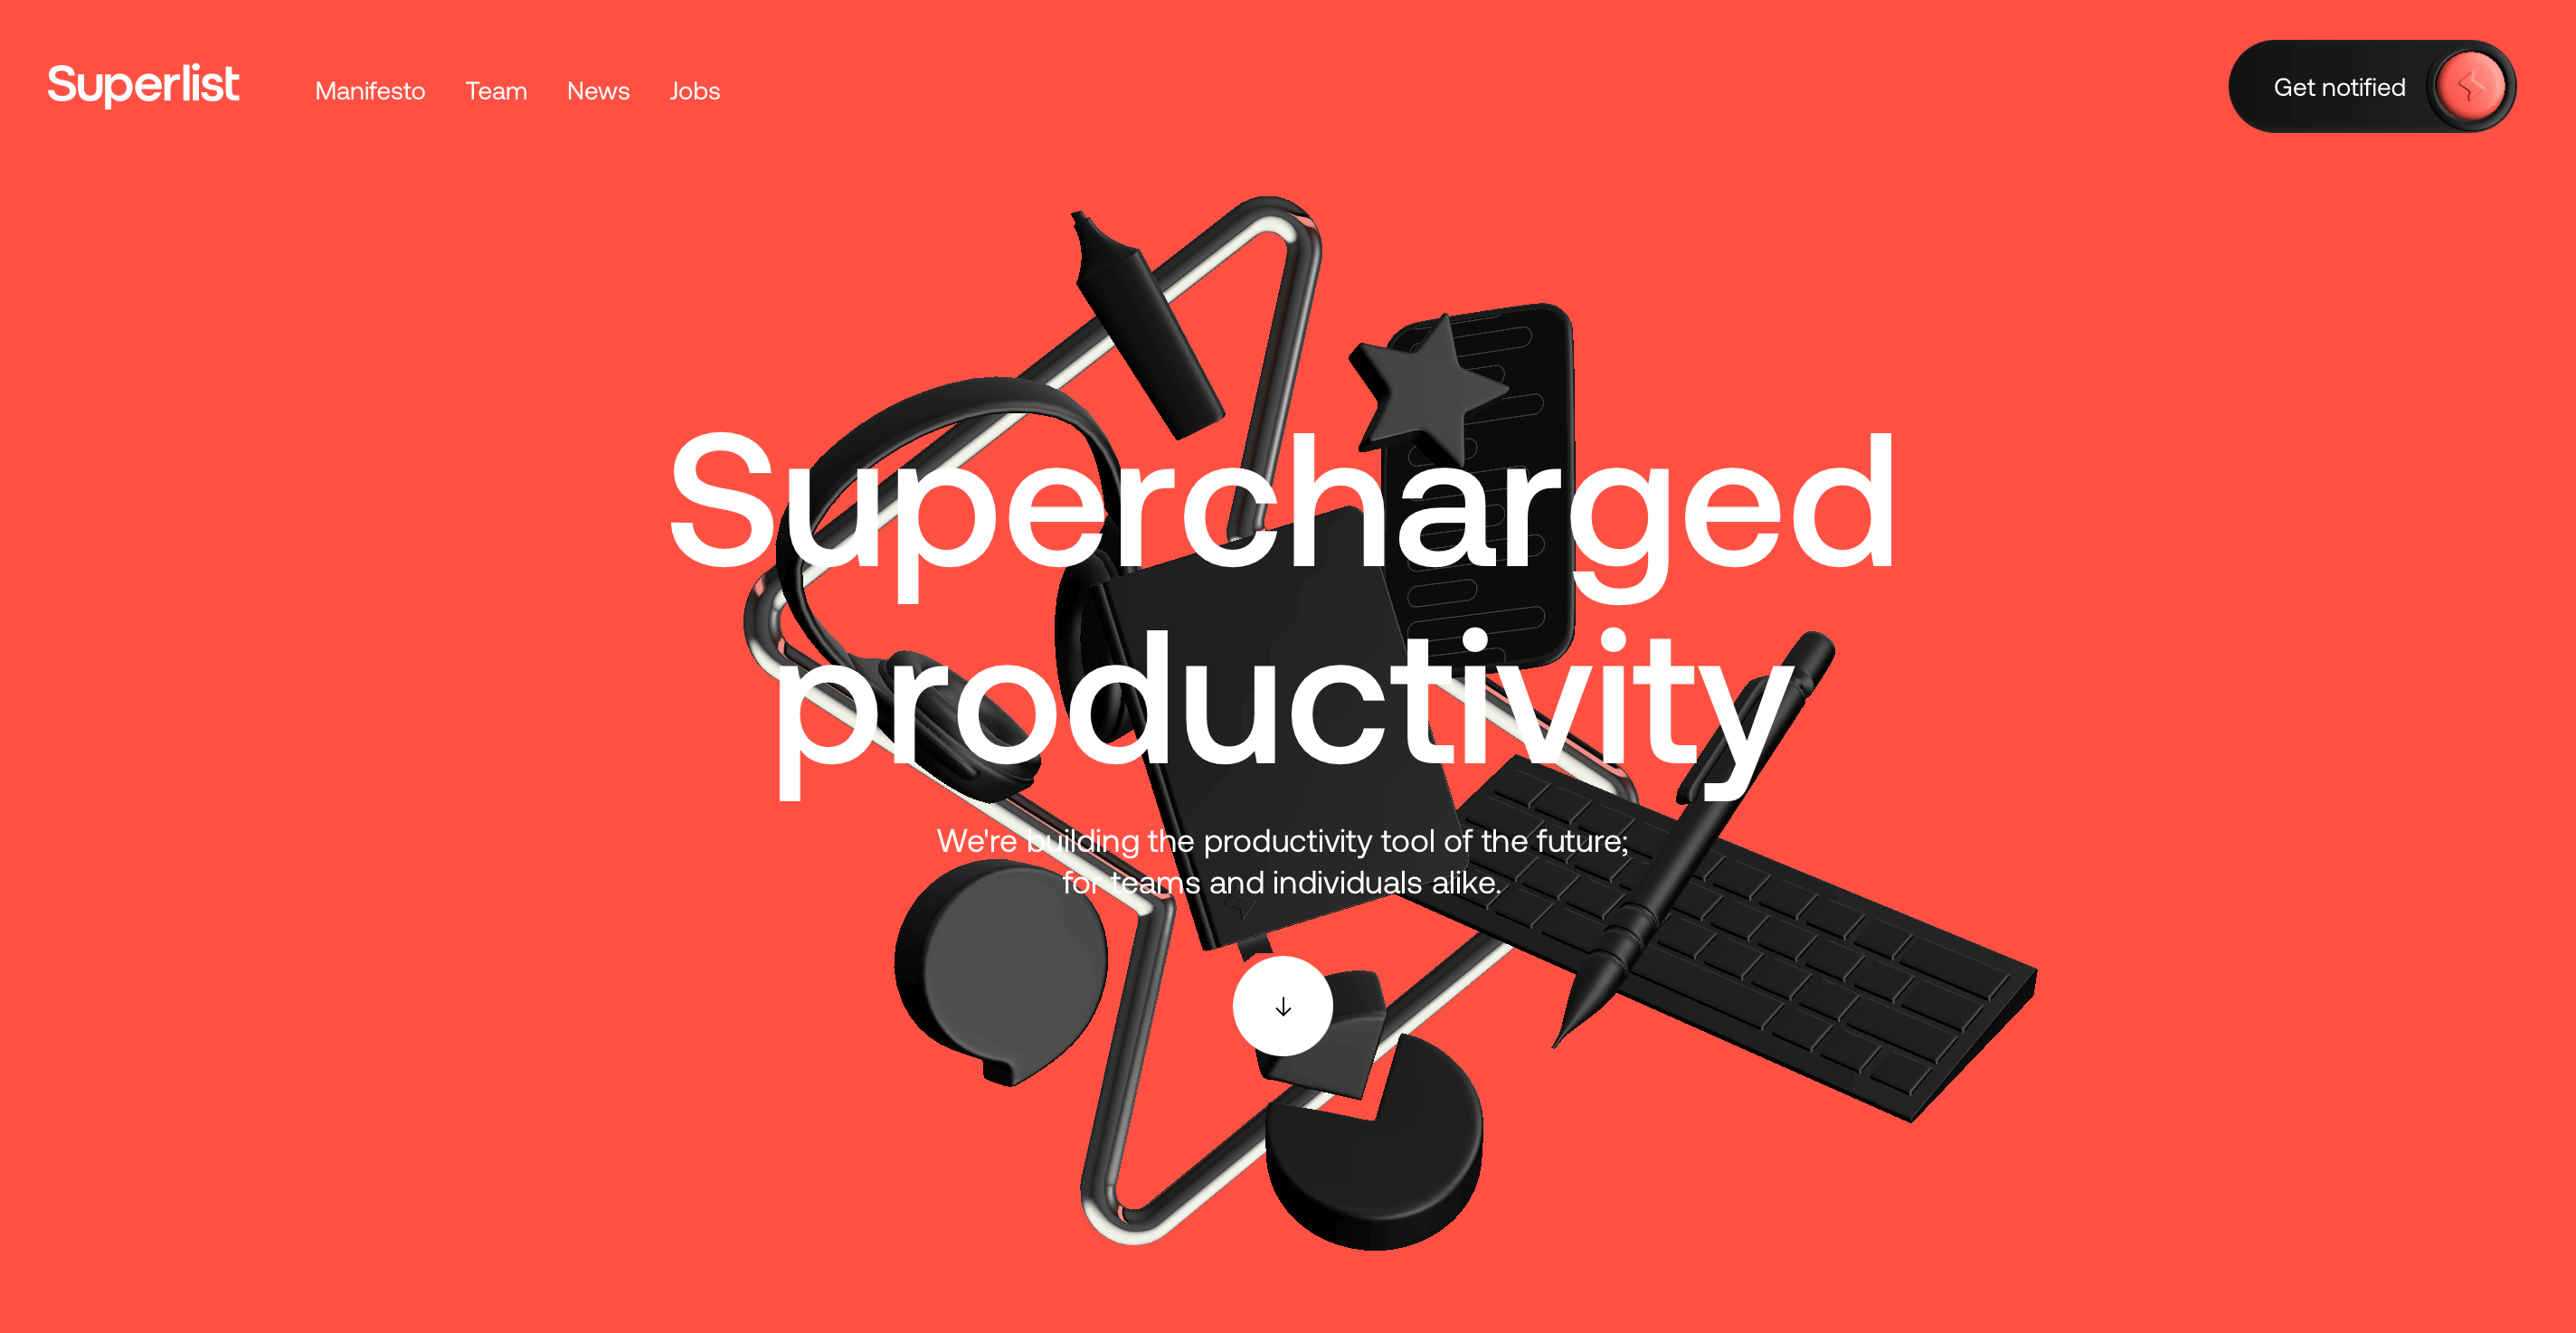 Superlist
Manifesto
Team
News
Jobs
Get notified
Supercharged
productivity
We're building the productivity tool of the future;
for teams and individuals alike.